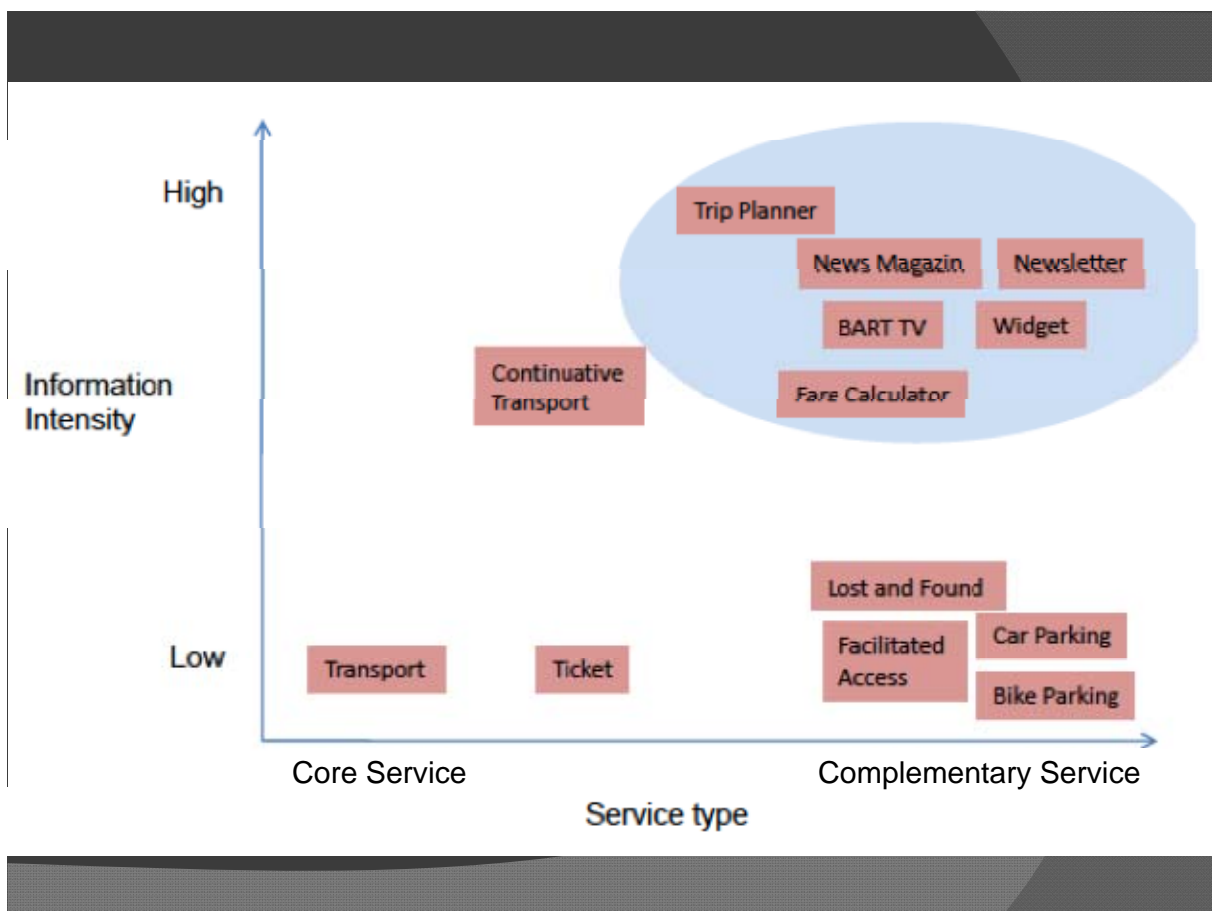 High
Trip Planner
News Magazin
Newsletter
BART TV
Widget
Information
Intensity
Continuative
Transport
Fare Calculator
Lost and Found
Low
Transport
Ticket
Facilitated
Access
Car Parking
Bike Parking
Core Service
Complementary Service
Service type